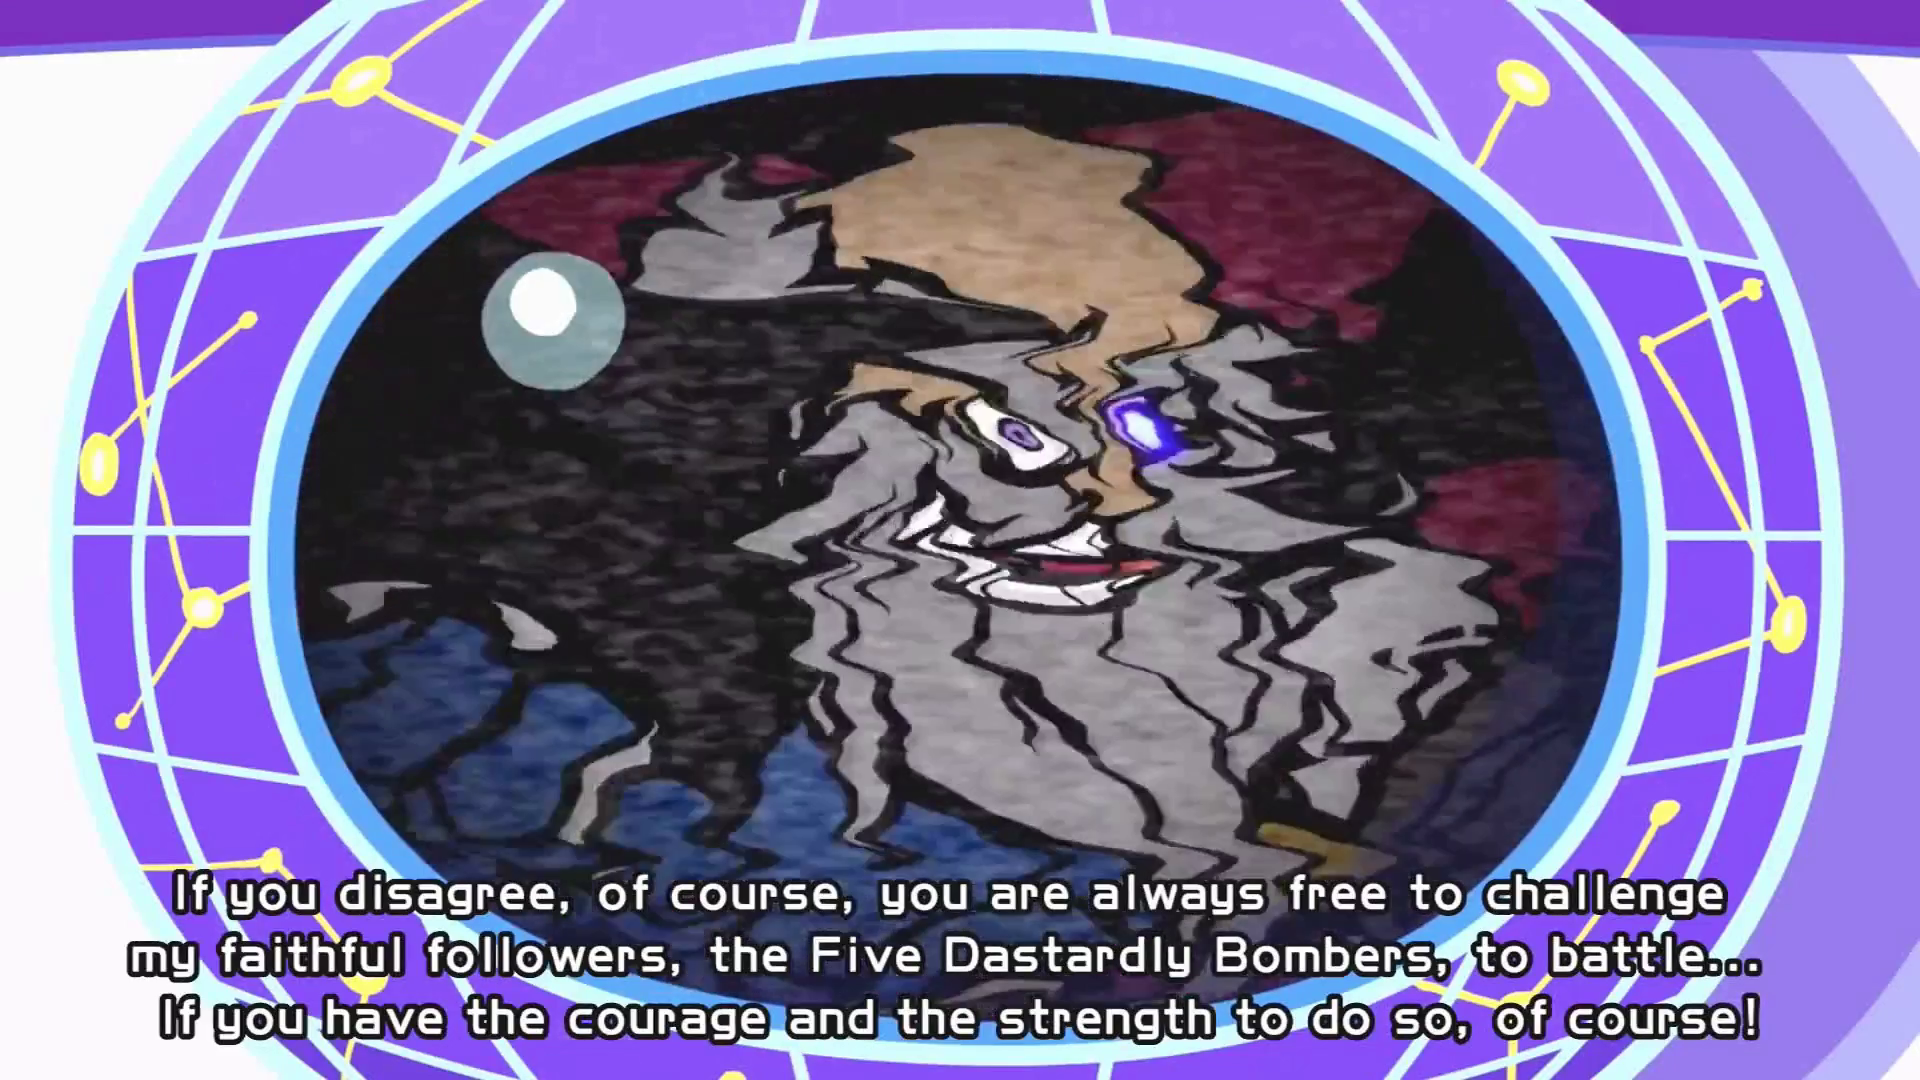 If you disagree, of course, you are always free to challenge
my faithful followers, the Five Dastardly Bombers, to battle...
If you have the courage and the strength to do so, of course!